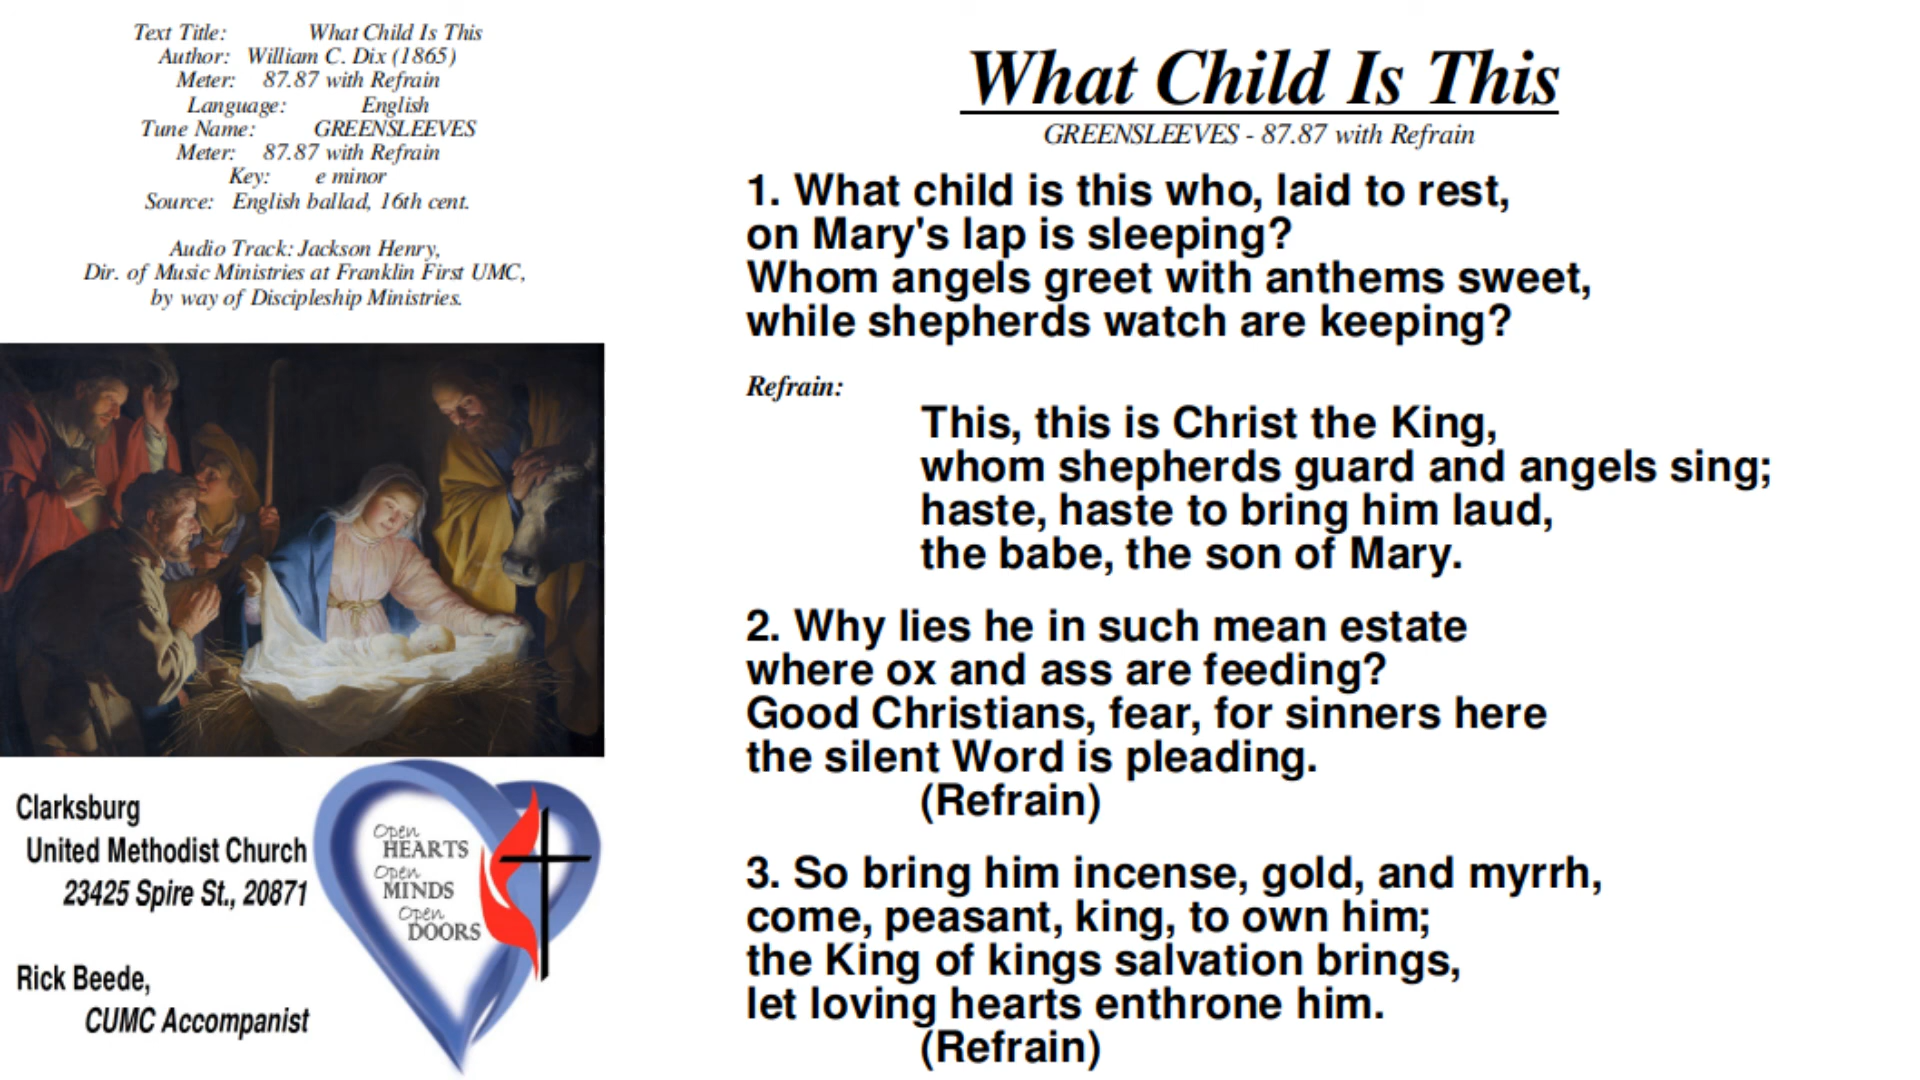 Text Title: What Child Is This
Author: William C. Dix (1865)
Meter: 87.87 with Refrain
Language: English
Tune Name: GREENSLEEVES
Meter: 87.87 with Refrain
Key: e minor
Source: English ballad, 16th cent.
Audio Track: Jackson Henry,
Dir. of Music Ministries at Franklin First UMC,
by way of Discipleship Ministries.
Clarksburg
United Methodist Church
23425 Spire St., 20871
Rick Beede,
CUMC Accompanist
Open
HEARTS
Open
MINDS
Open
DOORS
What Child Is This
GREENSLEEVES - 87.87 with Refrain
1. What child is this who, laid to rest,
on Mary's lap is sleeping?
Whom angels greet with anthems sweet,
while shepherds watch are keeping?
Refrain:
This, this is Christ the King,
whom shepherds guard and angels sing;
haste, haste to bring him laud,
the babe, the son of Mary.
2. Why lies he in such mean estate
where ox and ass are feeding?
Good Christians, fear, for sinners here
the silent Word is pleading.
(Refrain)
3. So bring him incense, gold, and myrrh,
come, peasant, king, to own him;
the King of kings salvation brings,
let loving hearts enthrone him.
(Refrain)